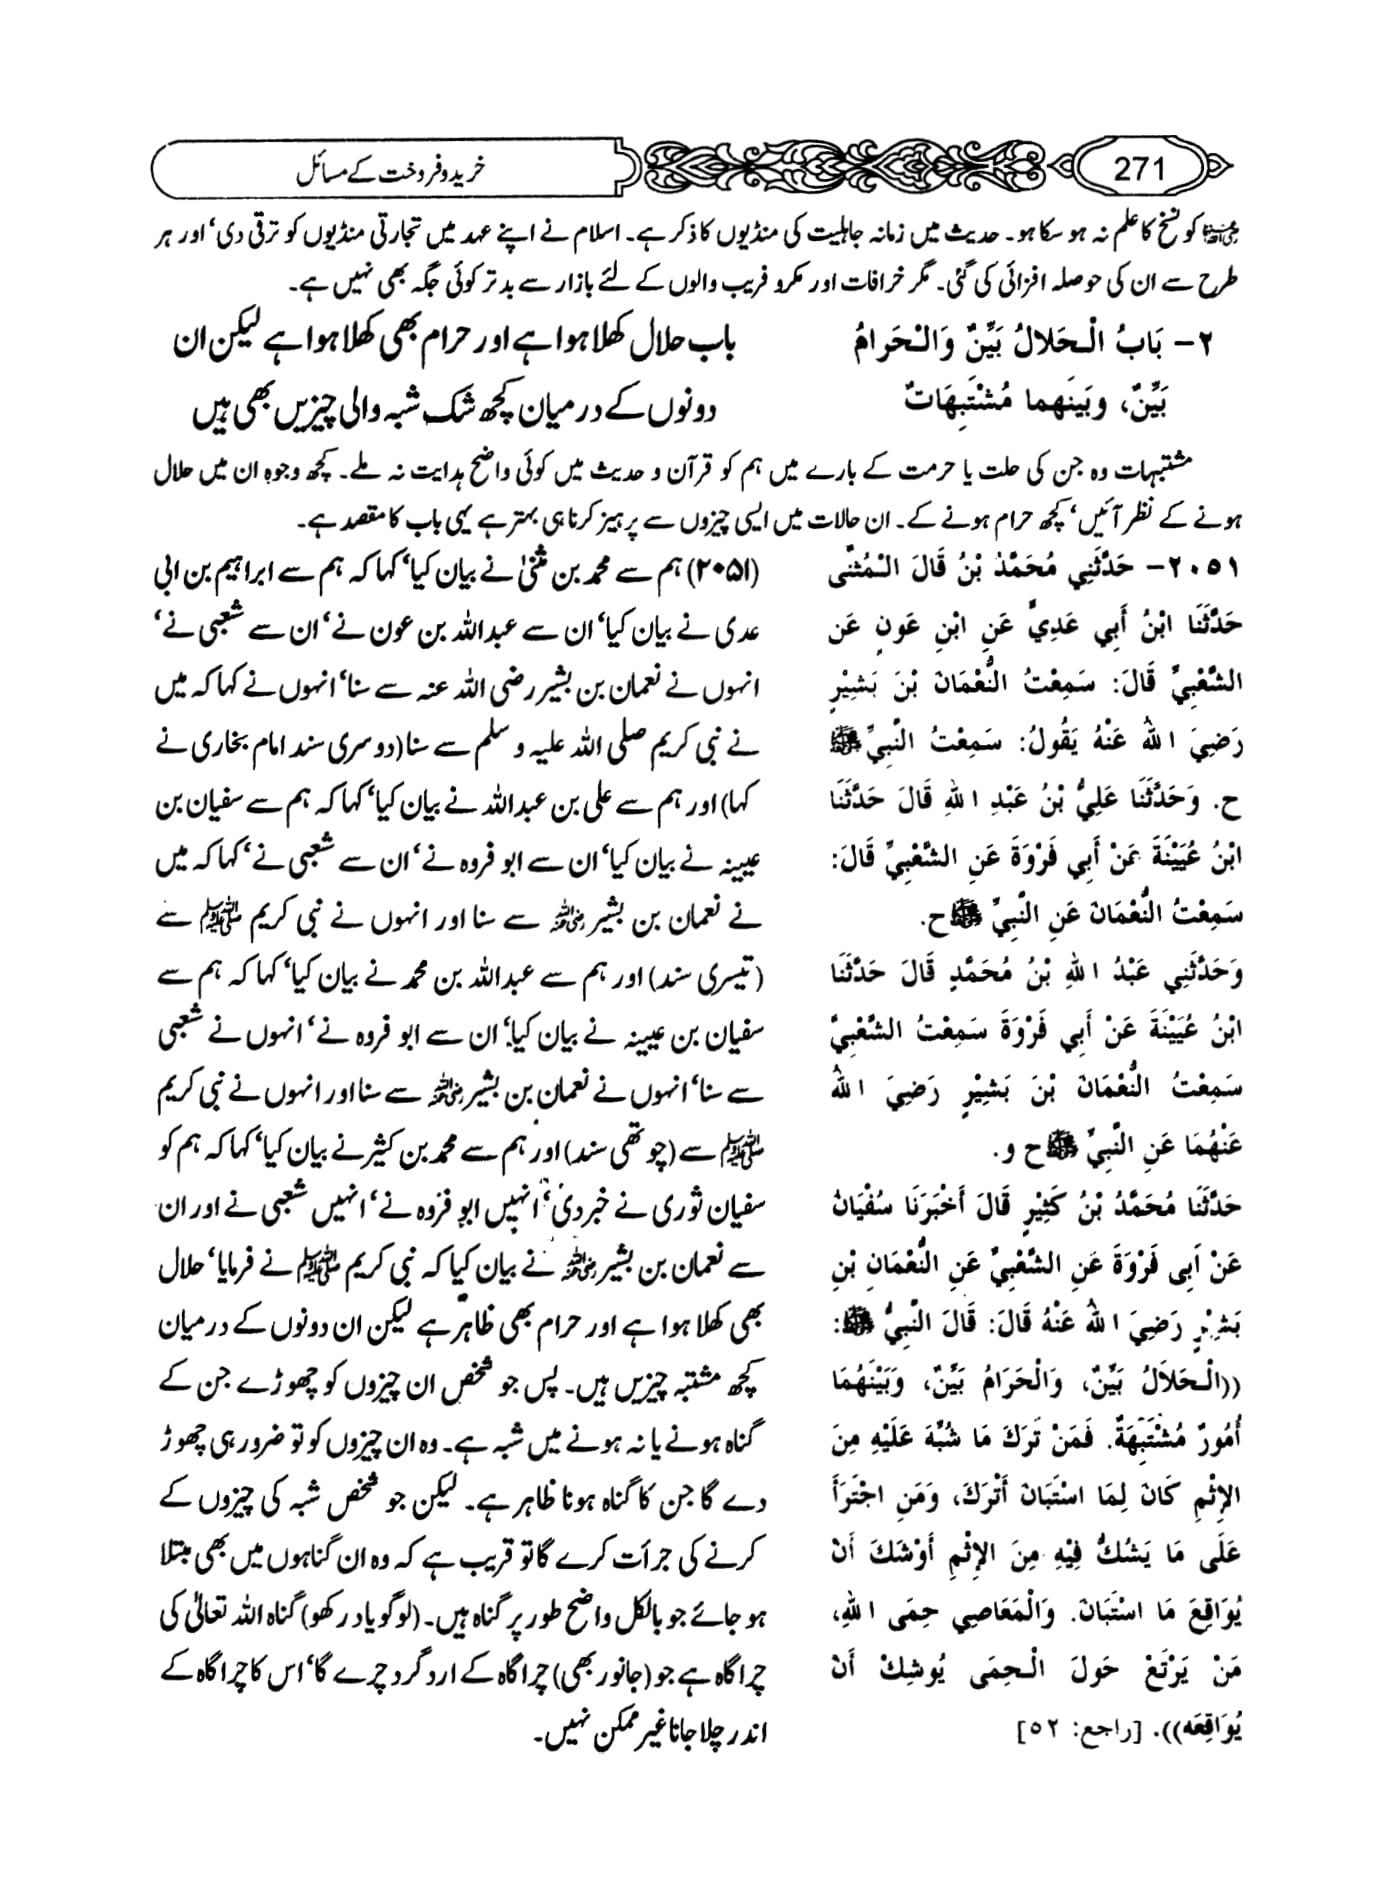 271
خرید و فروخت کے مسائل
کو نسخ کا علم نہ ہو سکا ہو۔ حدیث میں زمانہ جاہلیت کی منڈیوں کا ذکر ہے۔ اسلام نے اپنے عہد میں تجارتی منڈیوں کو ترقی دی‘ اور ہر
طرح سے ان کی حوصلہ افزائی کی گئی۔ مگر خرافات اور مکرو فریب والوں کے لئے بازار سے بدتر کوئی جگہ بھی نہیں ہے۔
٢- بَابُ الْحَلَالُ بَيِّنٌ وَالْحَرَامُ
بَيِّنٌ، وبَينَهما مُشْتَبِهَاتٌ
باب حلال کھلا ہوا ہے اور حرام بھی کھلا ہوا ہے لیکن ان
دونوں کے درمیان کچھ شک شبہ والی چیزیں بھی ہیں
مشتبہات وہ جن کی حلت یا حرمت کے بارے میں ہم کو قرآن و حدیث میں کوئی واضح ہدایت نہ ملے۔ کچھ وجوہ ان میں حلال
ہونے کے نظر آئیں‘ کچھ حرام ہونے کے۔ ان حالات میں ایسی چیزوں سے پرہیز کرنا ہی بہتر ہے یہی باب کا مقصد ہے۔
٢٠٥١- حَدَّثَنِي مُحَمَّدُ بْنُ قَالَ الْمُثَنَّى
حَدَّثَنَا ابْنُ أَبِي عَدِيٍّ عَنِ ابْنِ عَونٍ عَن
الشَّعْبِيِّ قَالَ: سَمِعْتُ النُّعْمَانَ بْنَ بَشِيْرٍ
رَضِيَ اللهُ عَنْهُ يَقُولُ: سَمِعْتُ النَّبِيَّ ﷺ
ح. وَحَدَّثَنَا عَلِيُّ بْنُ عَبْدِ اللهِ قَالَ حَدَّثَنَا
ابْنُ عُيَيْنَةَ عَنْ أَبِي فَرْوَةَ عَنِ الشَّعْبِيِّ قَالَ:
سَمِعْتُ النُّعْمَانَ عَنِ النَّبِيِّ ﷺ ح.
وَحَدَّثَنِي عَبْدُ اللهِ بْنُ مُحَمَّدٍ قَالَ حَدَّثَنَا
ابْنُ عُيَيْنَةَ عَنْ أَبِي فَرْوَةَ سَمِعْتُ الشَّعْبِيَّ
سَمِعْتُ النُّعْمَانَ بْنَ بَشِيْرٍ رَضِيَ اللهُ
عَنْهُمَا عَنِ النَّبِيِّ ﷺ ح و.
حَدَّثَنَا مُحَمَّدُ بْنُ كَثِيْرٍ قَالَ أَخْبَرَنَا سُفْيَانُ
عَنْ أَبِى فَرْوَةَ عَنِ الشَّعْبِيِّ عَنِ النُّعْمَانِ بْنِ
بَشِيْرٍ رَضِيَ اللهُ عَنْهُ قَالَ: قَالَ النَّبِيُّ ﷺ:
((الْحَلَالُ بَيِّنٌ، وَالْحَرَامُ بَيِّنٌ، وَبَيْنَهُمَا
أُمُورٌ مُشْتَبِهَةٌ. فَمَنْ تَرَكَ مَا شُبِّهَ عَلَيْهِ مِنَ
الإِثْمِ كَانَ لِمَا اسْتَبَانَ أَتْرَكَ، وَمَنِ اجْتَرَأَ
عَلَى مَا يَشُكُّ فِيْهِ مِنَ الإِثْمِ أَوْشَكَ أَنْ
يُوَاقِعَ مَا اسْتَبَانَ. وَالْمَعَاصِي حِمَى اللهِ،
مَنْ يَرْتَعْ حَولَ الْحِمَى يُوشِكْ أَنْ
يُوَاقِعَه)). [راجع: ٥٢]
(۲۰۵۱) ہم سے محمد بن مثنیٰ نے بیان کیا‘ کہا کہ ہم سے ابراہیم بن ابی
عدی نے بیان کیا‘ ان سے عبداللہ بن عون نے‘ ان سے شعبی نے‘
انہوں نے نعمان بن بشیر رضی اللہ عنہ سے سنا‘ انہوں نے کہا کہ میں
نے نبی کریم صلی اللہ علیہ و سلم سے سنا (دوسری سند امام بخاری نے
کہا) اور ہم سے علی بن عبداللہ نے بیان کیا‘ کہا کہ ہم سے سفیان بن
عیینہ نے بیان کیا‘ ان سے ابو فروہ نے‘ ان سے شعبی نے‘ کہا کہ میں
نے نعمان بن بشیر رضی اللہ عنہ سے سنا اور انہوں نے نبی کریم ﷺ سے
(تیسری سند) اور ہم سے عبداللہ بن محمد نے بیان کیا‘ کہا کہ ہم سے
سفیان بن عیینہ نے بیان کیا‘ ان سے ابو فروہ نے‘ انہوں نے شعبی
سے سنا‘ انہوں نے نعمان بن بشیر رضی اللہ عنہ سے سنا اور انہوں نے نبی کریم
ﷺ سے (چوتھی سند) اور ہم سے محمد بن کثیر نے بیان کیا‘ کہا کہ ہم کو
سفیان ثوری نے خبر دی‘ انہیں ابو فروہ نے‘ انہیں شعبی نے اور ان
سے نعمان بن بشیر رضی اللہ عنہ نے بیان کیا کہ نبی کریم ﷺ نے فرمایا‘ حلال
بھی کھلا ہوا ہے اور حرام بھی ظاہر ہے لیکن ان دونوں کے درمیان
کچھ مشتبہ چیزیں ہیں۔ پس جو شخص ان چیزوں کو چھوڑے جن کے
گناہ ہونے یا نہ ہونے میں شبہ ہے۔ وہ ان چیزوں کو تو ضرور ہی چھوڑ
دے گا جن کا گناہ ہونا ظاہر ہے۔ لیکن جو شخص شبہ کی چیزوں کے
کرنے کی جرأت کرے گا تو قریب ہے کہ وہ ان گناہوں میں بھی مبتلا
ہو جائے جو بالکل واضح طور پر گناہ ہیں۔ (لوگو یاد رکھو) گناہ اللہ تعالیٰ کی
چراگاہ ہے جو (جانور بھی) چراگاہ کے ارد گرد چرے گا‘ اس کا چراگاہ کے
اندر چلا جانا غیر ممکن نہیں۔